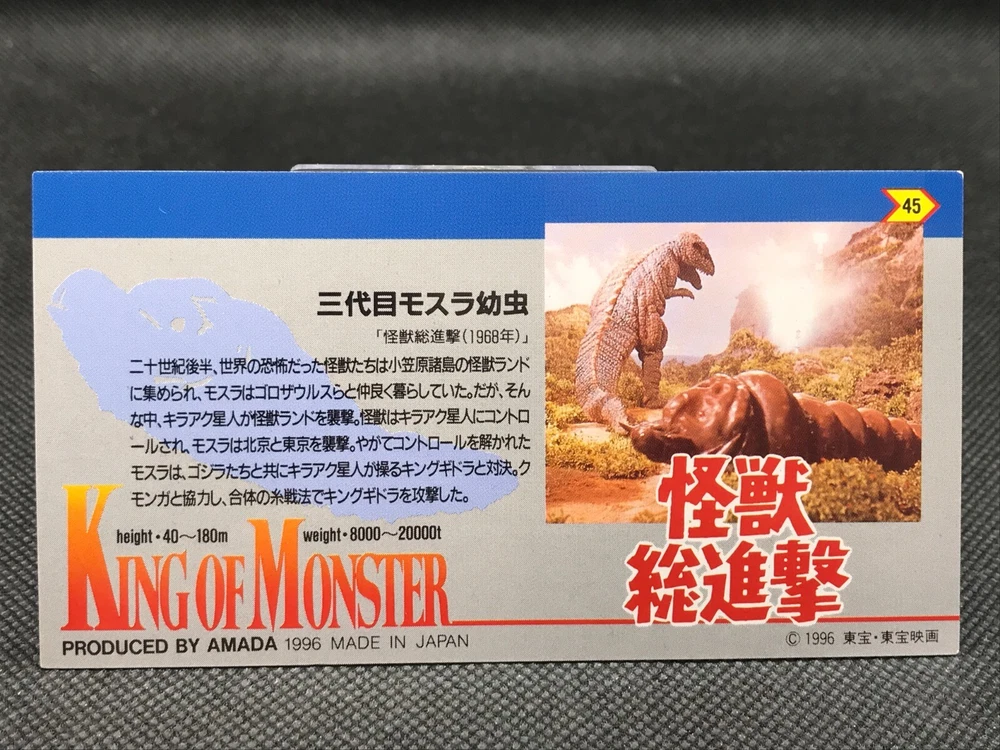 45
三代目モスラ幼虫
「怪獣総進撃(1968年)」
二十世紀後半、世界の恐怖だった怪獣たちは小笠原諸島の怪獣ランド
に集められ、モスラはゴロザウルスらと仲良く暮らしていた。だが、そん
な中、キラアク星人が怪獣ランドを襲撃。怪獣はキラアク星人にコントロ
ールされ、モスラは北京と東京を襲撃。やがてコントロールを解かれた
モスラは、ゴジラたちと共にキラアク星人が操るキングギドラと対決。ク
モンガと協力し、合体の糸戦法でキングギドラを攻撃した。
height・40〜180m weight・8000〜20000t
KING OF MONSTER
怪獣
総進撃
PRODUCED BY AMADA 1996 MADE IN JAPAN
© 1996 東宝・東宝映画